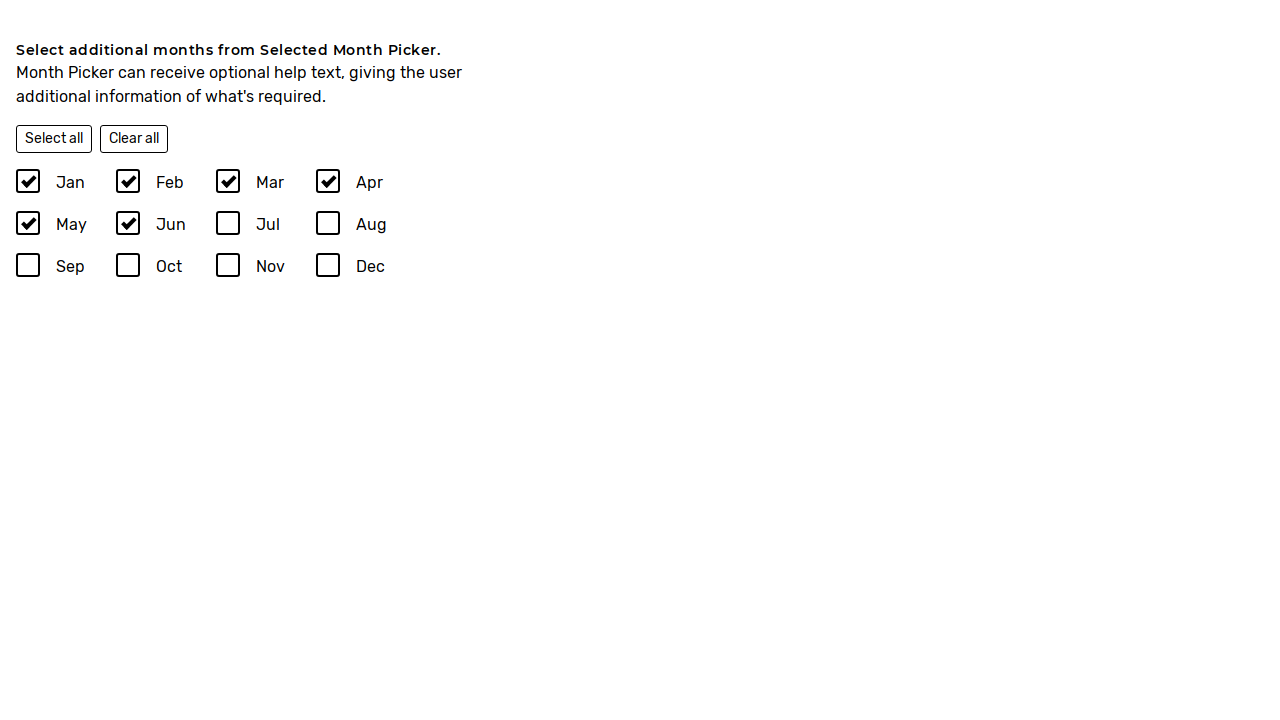 Select additional months from Selected Month Picker.
Month Picker can receive optional help text, giving the user
additional information of what's required.
Select all Clear all
Jan Feb Mar Apr
May Jun Jul Aug
Sep Oct Nov Dec